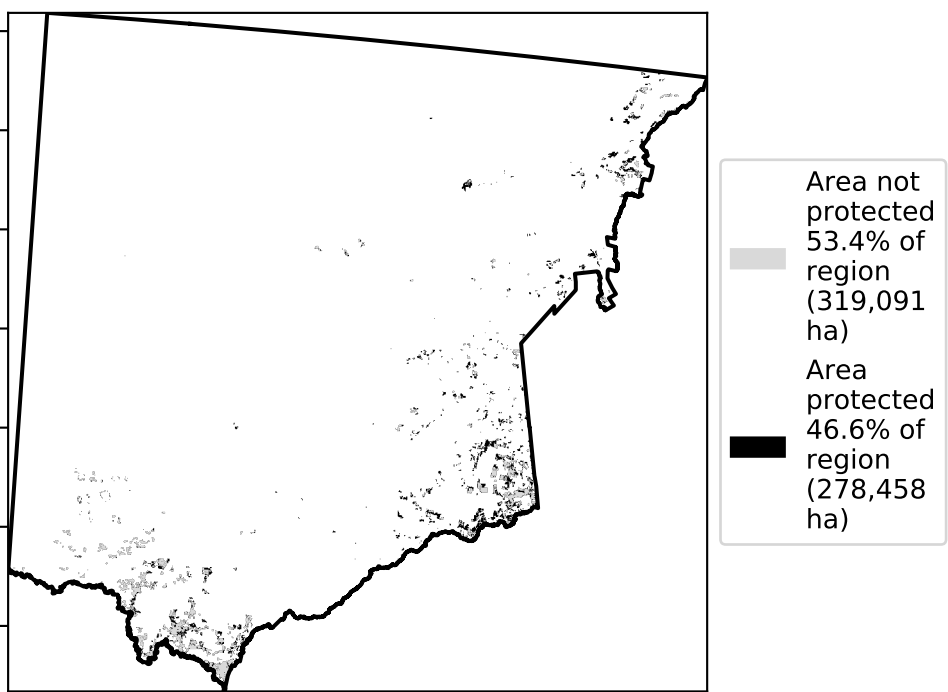 Area not
protected
53.4% of
region
(319,091
ha)
Area
protected
46.6% of
region
(278,458
ha)